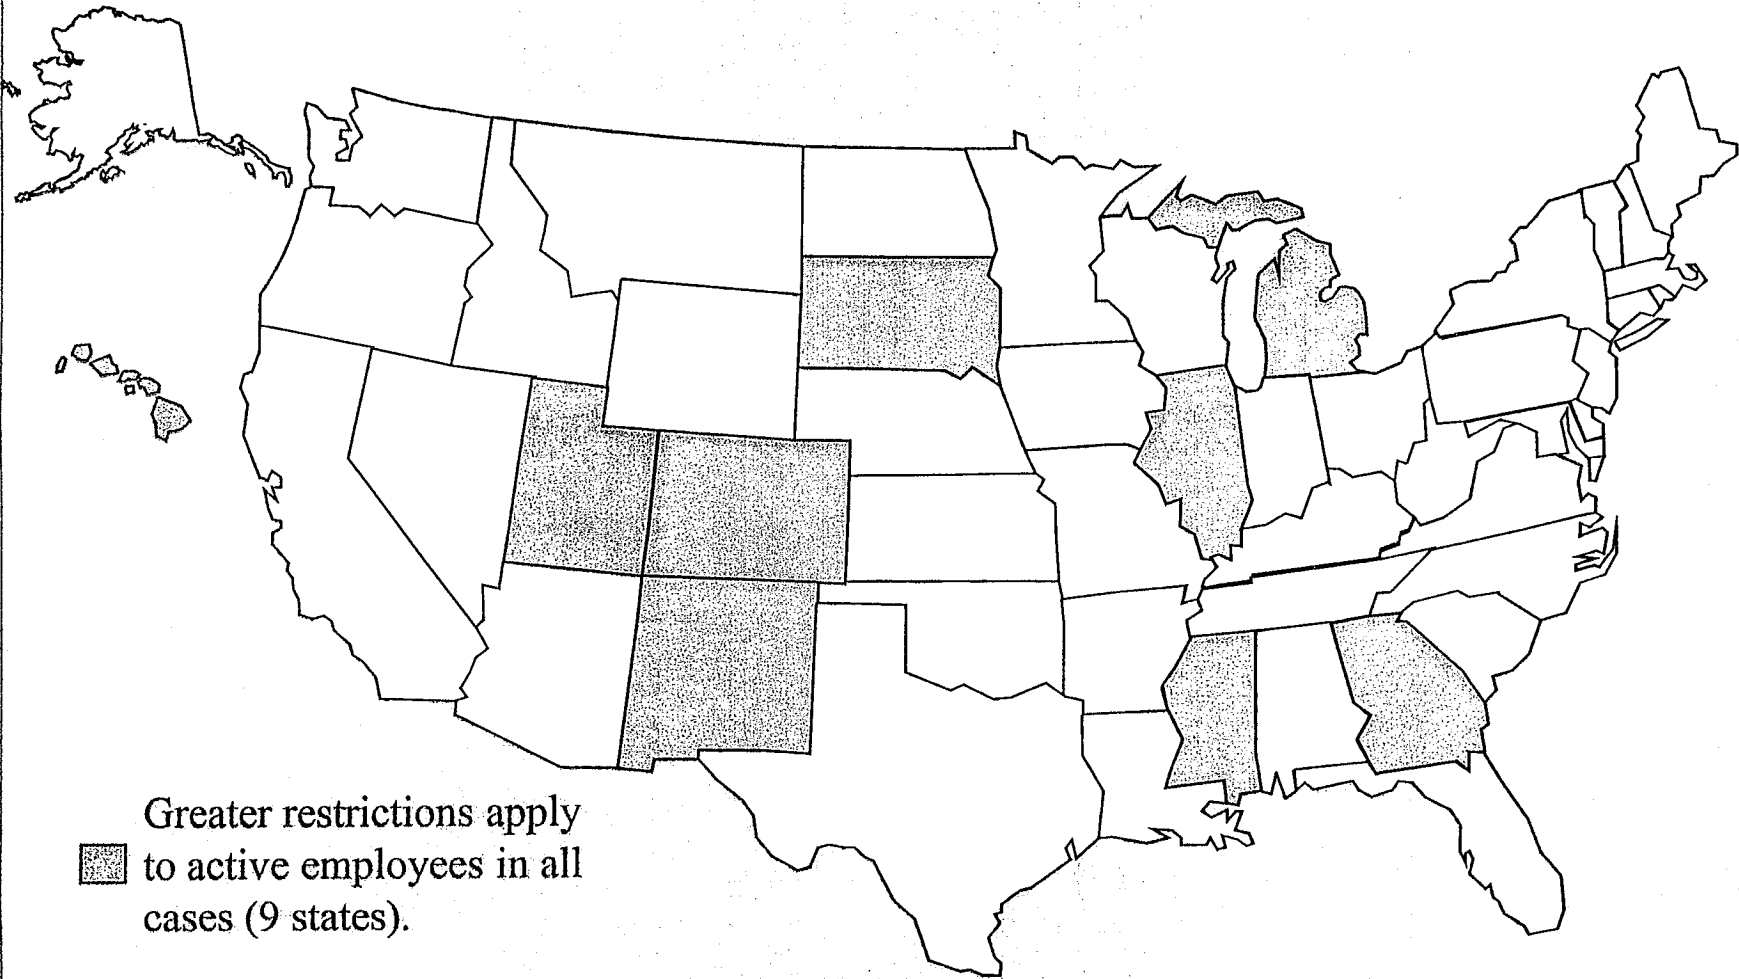 Greater restrictions apply
to active employees in all
cases (9 states).